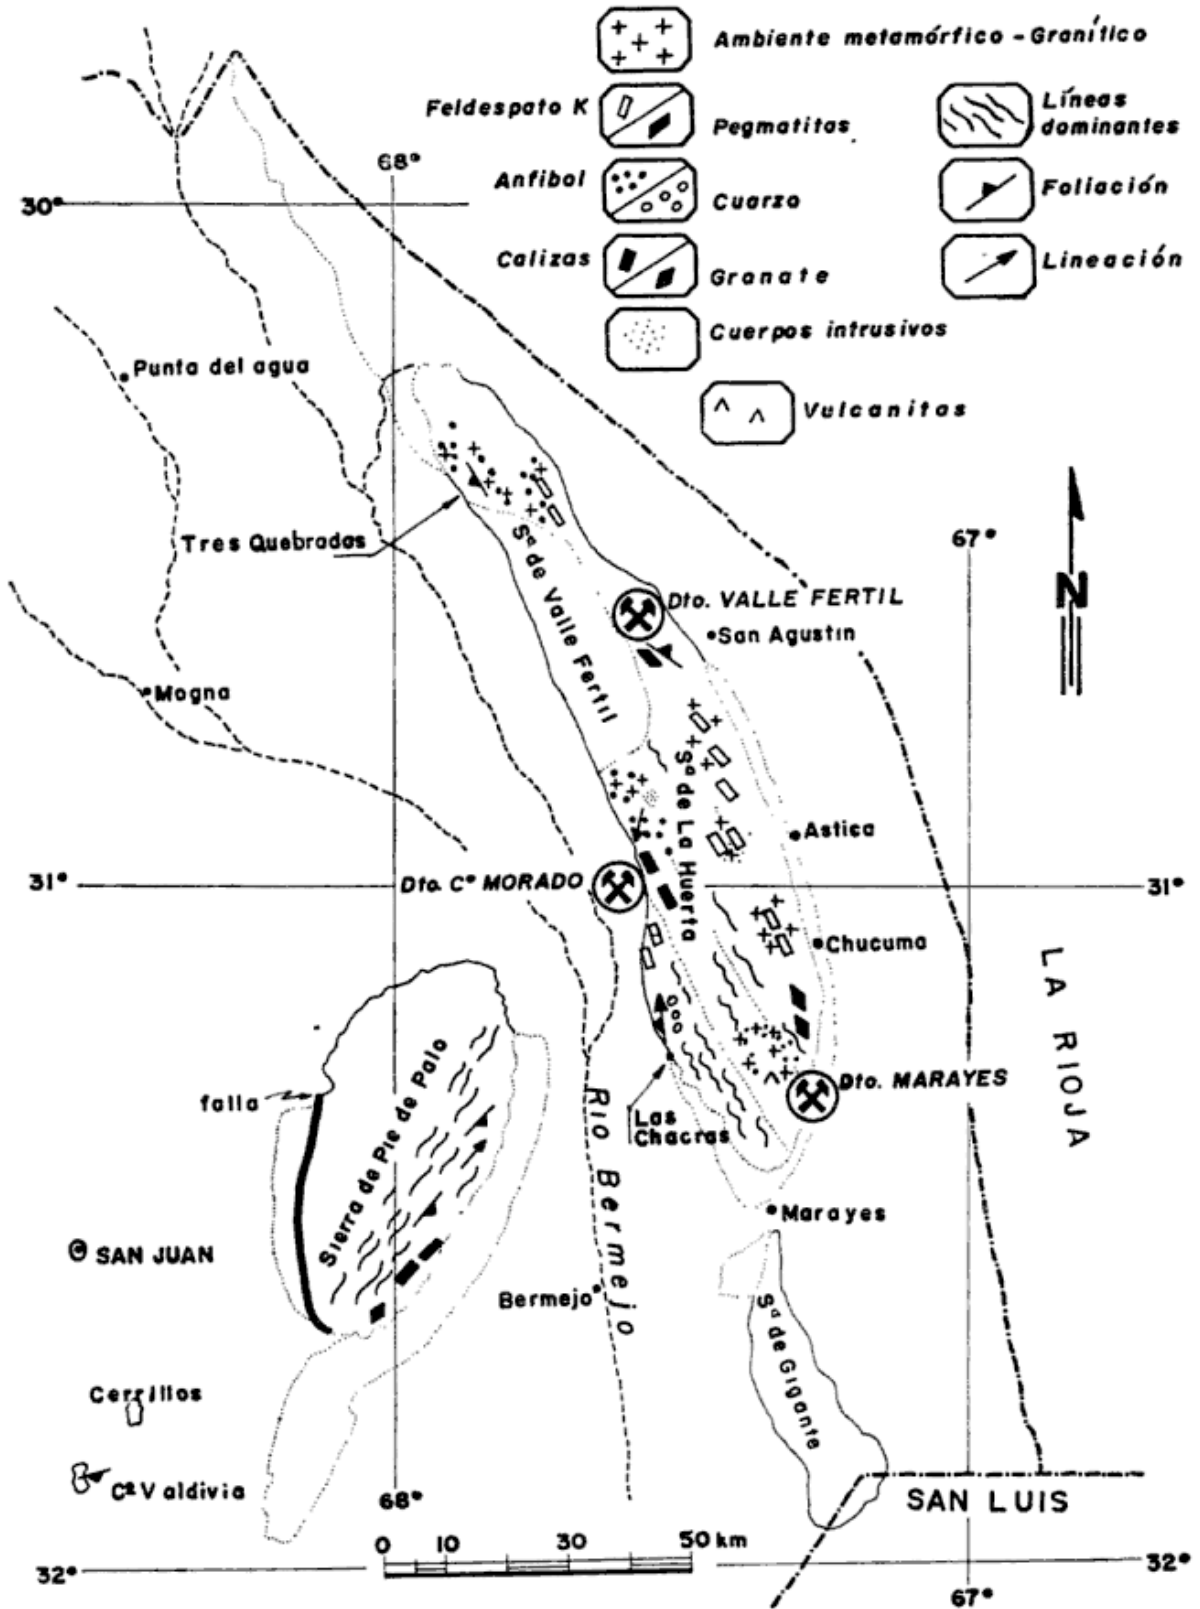 Ambiente metamórfico - Granítico
Feldespato K
Pegmatitas
Líneas
dominantes
Anfibol
Cuarzo
Foliación
Calizas
Granate
Lineación
Cuerpos intrusivos
Vulcanitas
68°
30°
Punta del agua
Tres Quebradas
Sª de Valle Fertil
67°
N
Dto. VALLE FERTIL
San Agustin
Mogna
Sª de La Huerta
Astica
31°
Dto. Cº MORADO
31°
Chucuma
LA RIOJA
falla
Sierra de Pie de Palo
RIO Bermejo
Las
Chacras
Dto. MARAYES
Marayes
SAN JUAN
Bermejo
Sª de Gigante
Cerrillos
Cº Valdivia
68°
SAN LUIS
0 10 30 50 km
32°
32°
67°